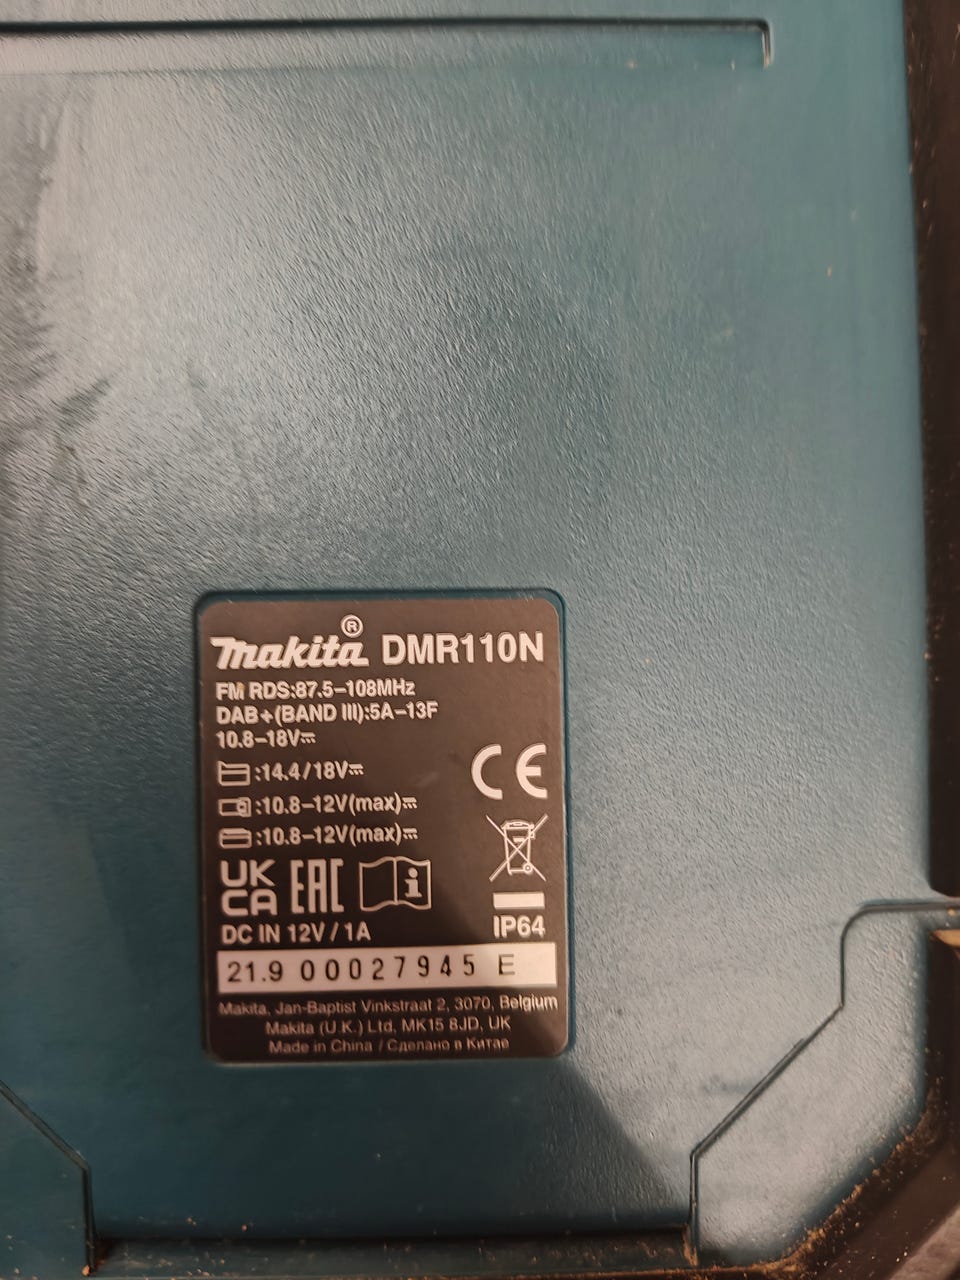 makita® DMR110N
FM RDS:87.5–108MHz
DAB+(BAND III):5A–13F
10.8–18V⎓
:14.4/18V⎓
:10.8–12V(max)⎓
:10.8–12V(max)⎓
CE
UK
CA
EAC
i
IP64
DC IN 12V / 1A
21.9 00027945 E
Makita, Jan-Baptist Vinkstraat 2, 3070, Belgium
Makita (U.K.) Ltd, MK15 8JD, UK
Made in China / Сделано в Китае